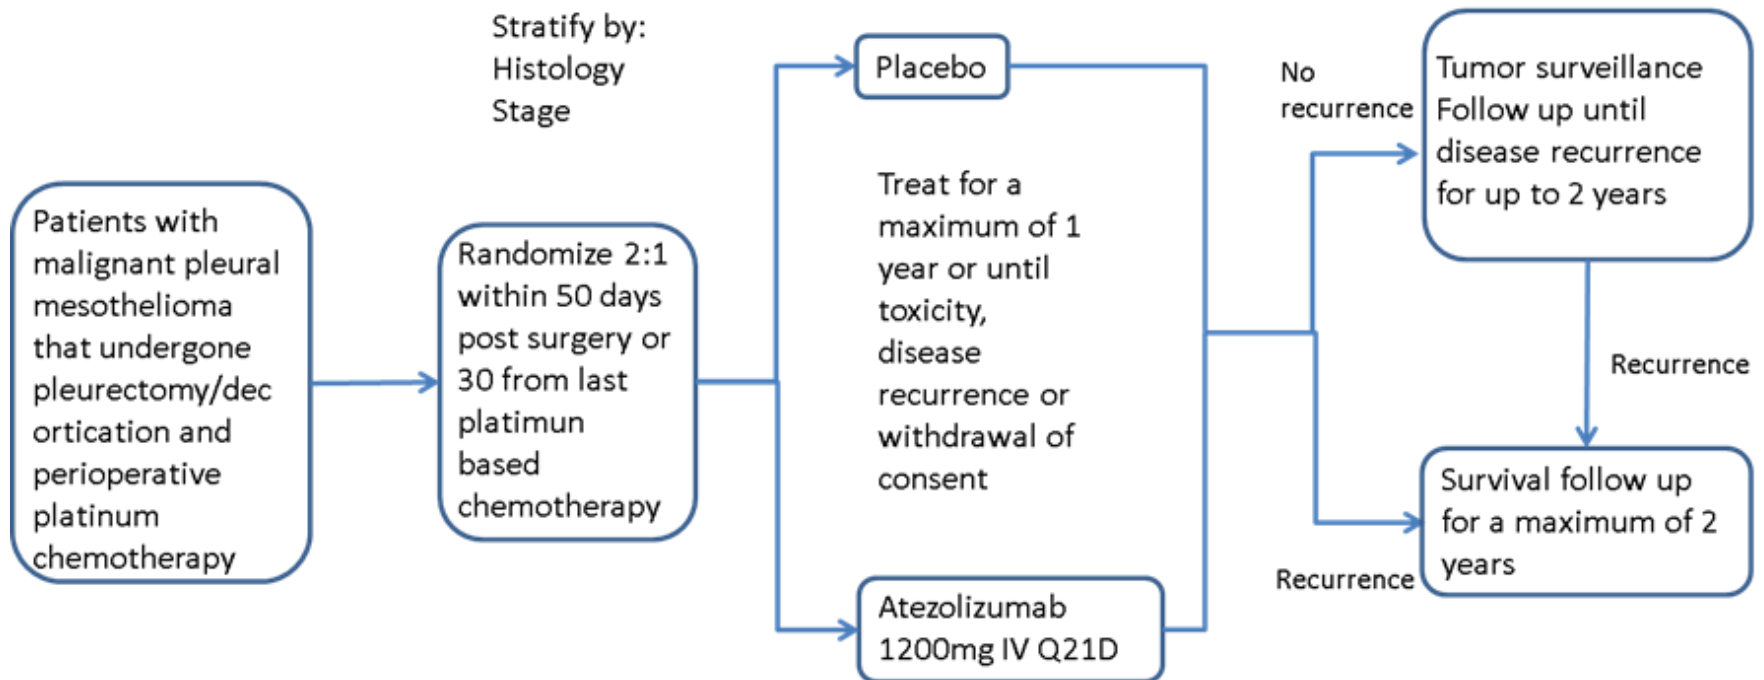 Stratify by:
Histology
Stage
Patients with
malignant pleural
mesothelioma
that undergone
pleurectomy/dec
ortication and
perioperative
platinum
chemotherapy
Randomize 2:1
within 50 days
post surgery or
30 from last
platimun
based
chemotherapy
Placebo
Treat for a
maximum of 1
year or until
toxicity,
disease
recurrence or
withdrawal of
consent
Atezolizumab
1200mg IV Q21D
No
recurrence
Tumor surveillance
Follow up until
disease recurrence
for up to 2 years
Recurrence
Recurrence
Survival follow up
for a maximum of 2
years